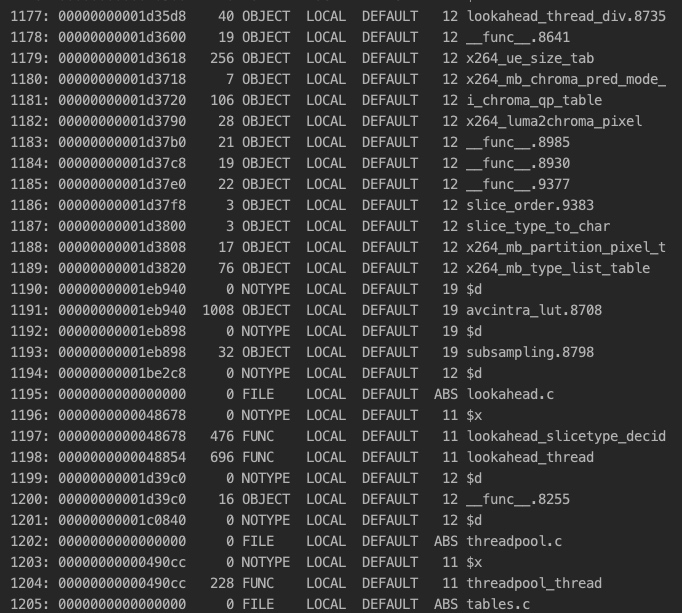 1177: 00000000001d35d8    40 OBJECT  LOCAL  DEFAULT   12 lookahead_thread_div.8735
1178: 00000000001d3600    19 OBJECT  LOCAL  DEFAULT   12 __func__.8641
1179: 00000000001d3618   256 OBJECT  LOCAL  DEFAULT   12 x264_ue_size_tab
1180: 00000000001d3718     7 OBJECT  LOCAL  DEFAULT   12 x264_mb_chroma_pred_mode_
1181: 00000000001d3720   106 OBJECT  LOCAL  DEFAULT   12 i_chroma_qp_table
1182: 00000000001d3790    28 OBJECT  LOCAL  DEFAULT   12 x264_luma2chroma_pixel
1183: 00000000001d37b0    21 OBJECT  LOCAL  DEFAULT   12 __func__.8985
1184: 00000000001d37c8    19 OBJECT  LOCAL  DEFAULT   12 __func__.8930
1185: 00000000001d37e0    22 OBJECT  LOCAL  DEFAULT   12 __func__.9377
1186: 00000000001d37f8     3 OBJECT  LOCAL  DEFAULT   12 slice_order.9383
1187: 00000000001d3800     3 OBJECT  LOCAL  DEFAULT   12 slice_type_to_char
1188: 00000000001d3808    17 OBJECT  LOCAL  DEFAULT   12 x264_mb_partition_pixel_t
1189: 00000000001d3820    76 OBJECT  LOCAL  DEFAULT   12 x264_mb_type_list_table
1190: 00000000001eb940     0 NOTYPE  LOCAL  DEFAULT   19 $d
1191: 00000000001eb940  1008 OBJECT  LOCAL  DEFAULT   19 avcintra_lut.8708
1192: 00000000001eb898     0 NOTYPE  LOCAL  DEFAULT   19 $d
1193: 00000000001eb898    32 OBJECT  LOCAL  DEFAULT   19 subsampling.8798
1194: 00000000001be2c8     0 NOTYPE  LOCAL  DEFAULT   12 $d
1195: 0000000000000000     0 FILE    LOCAL  DEFAULT  ABS lookahead.c
1196: 0000000000048678     0 NOTYPE  LOCAL  DEFAULT   11 $x
1197: 0000000000048678   476 FUNC    LOCAL  DEFAULT   11 lookahead_slicetype_decid
1198: 0000000000048854   696 FUNC    LOCAL  DEFAULT   11 lookahead_thread
1199: 00000000001d39c0     0 NOTYPE  LOCAL  DEFAULT   12 $d
1200: 00000000001d39c0    16 OBJECT  LOCAL  DEFAULT   12 __func__.8255
1201: 00000000001c0840     0 NOTYPE  LOCAL  DEFAULT   12 $d
1202: 0000000000000000     0 FILE    LOCAL  DEFAULT  ABS threadpool.c
1203: 00000000000490cc     0 NOTYPE  LOCAL  DEFAULT   11 $x
1204: 00000000000490cc   228 FUNC    LOCAL  DEFAULT   11 threadpool_thread
1205: 0000000000000000     0 FILE    LOCAL  DEFAULT  ABS tables.c